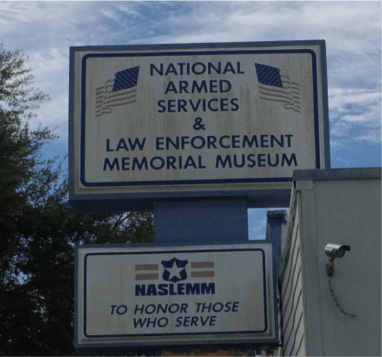 NATIONAL
ARMED
SERVICES
&
LAW ENFORCEMENT
MEMORIAL MUSEUM
NASLEMM
TO HONOR THOSE
WHO SERVE